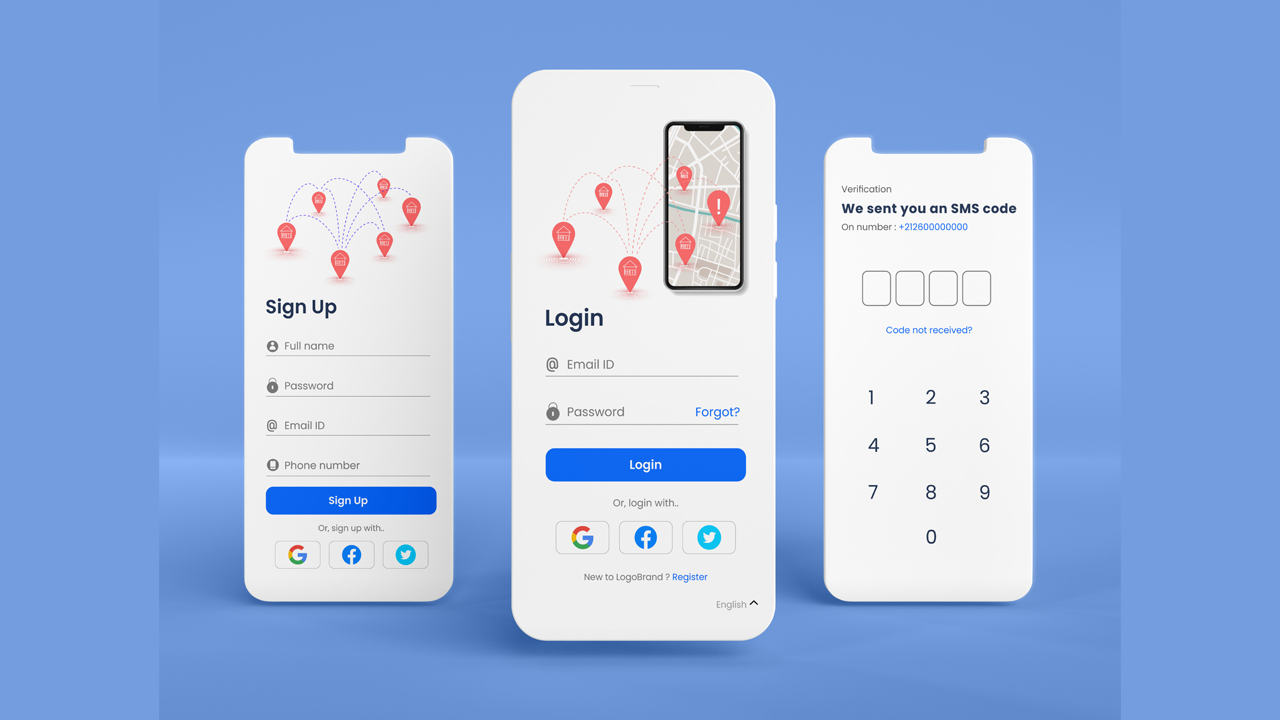 Sign Up
Full name
Password
Email ID
Phone number
Sign Up
Or, sign up with..
Login
Email ID
Password Forgot?
Login
Or, login with..
New to LogoBrand ? Register
English
Verification
We sent you an SMS code
On number : +212600000000
Code not received?
1 2 3
4 5 6
7 8 9
0